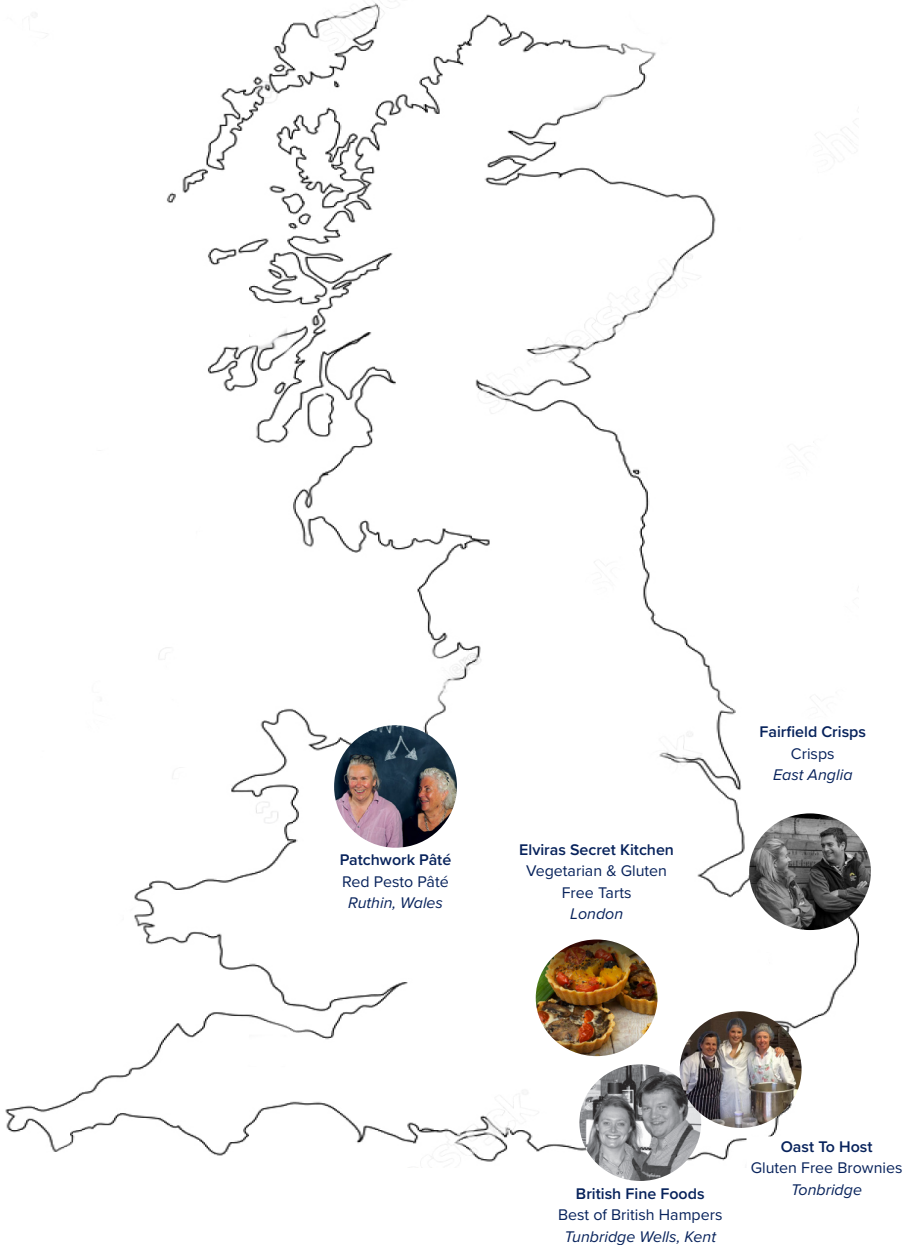 Fairfield Crisps
Crisps
East Anglia
Elviras Secret Kitchen
Vegetarian & Gluten
Free Tarts
London
Patchwork Pâté
Red Pesto Pâté
Ruthin, Wales
Oast To Host
Gluten Free Brownies
Tonbridge
British Fine Foods
Best of British Hampers
Tunbridge Wells, Kent